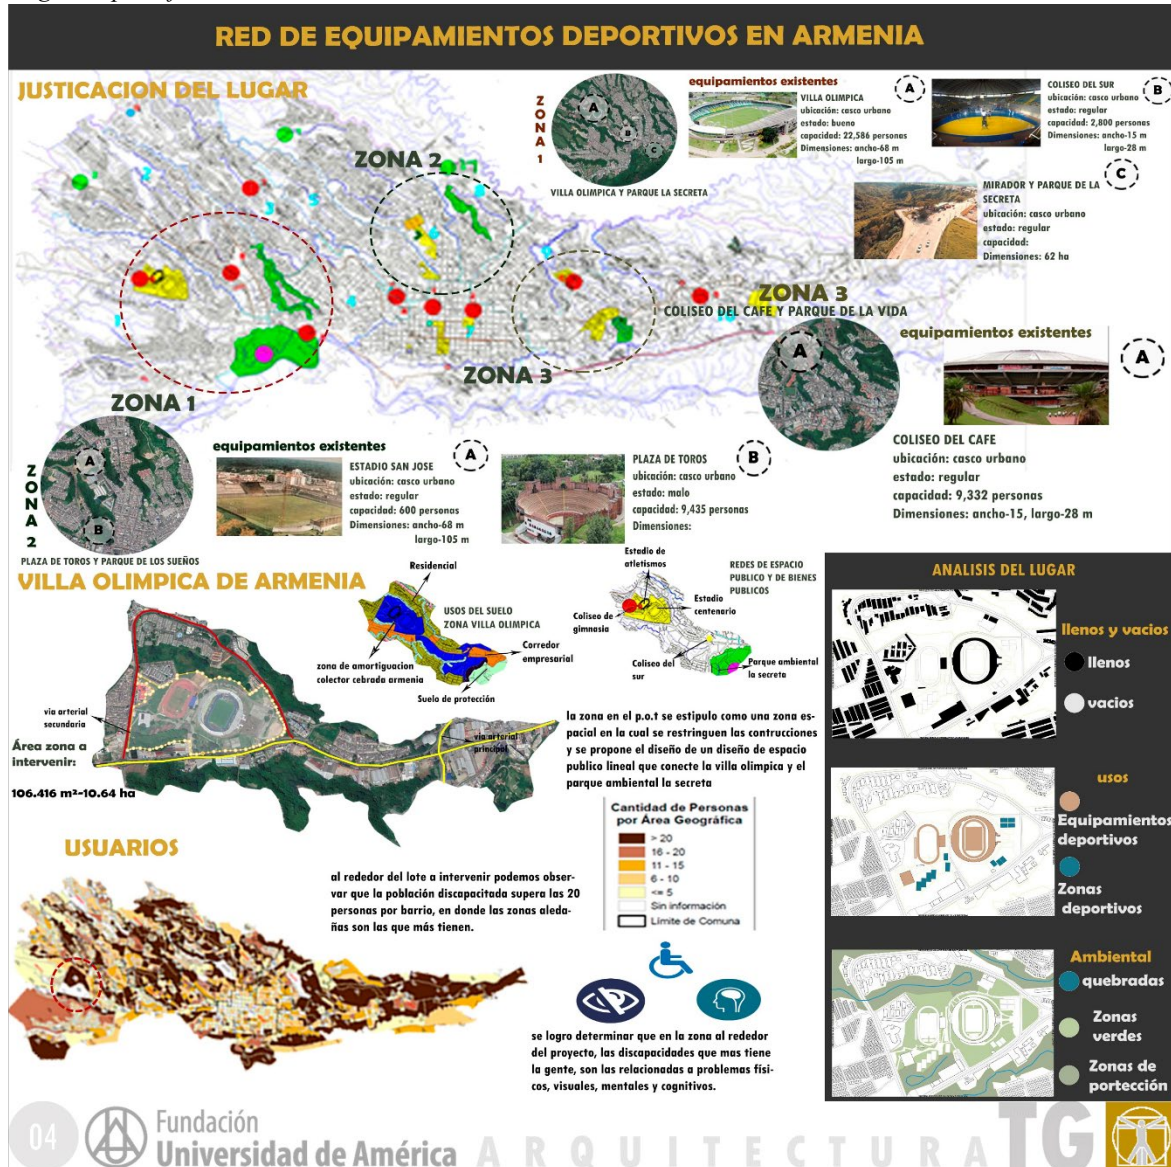 RED DE EQUIPAMIENTOS DEPORTIVOS EN ARMENIA
JUSTICACION DEL LUGAR
ZONA 2
ZONA 1
ZONA 3
ZONA 1
A
B
C
VILLA OLIMPICA Y PARQUE LA SECRETA
equipamientos existentes
A
VILLA OLIMPICA
ubicación: casco urbano
estado: bueno
capacidad: 22,586 personas
Dimensiones: ancho-68 m
largo-105 m
B
COLISEO DEL SUR
ubicación: casco urbano
estado: regular
capacidad: 2,800 personas
Dimensiones: ancho-15 m
largo-28 m
C
MIRADOR Y PARQUE DE LA
SECRETA
ubicación: casco urbano
estado: regular
capacidad:
Dimensiones: 62 ha
ZONA 3
COLISEO DEL CAFE Y PARQUE DE LA VIDA
A
equipamientos existentes
A
COLISEO DEL CAFE
ubicación: casco urbano
estado: regular
capacidad: 9,332 personas
Dimensiones: ancho-15, largo-28 m
ZONA 2
A
B
PLAZA DE TOROS Y PARQUE DE LOS SUEÑOS
equipamientos existentes
A
ESTADIO SAN JOSE
ubicación: casco urbano
estado: regular
capacidad: 600 personas
Dimensiones: ancho-68 m
largo-105 m
B
PLAZA DE TOROS
ubicación: casco urbano
estado: malo
capacidad: 9,435 personas
Dimensiones:
VILLA OLIMPICA DE ARMENIA
via arterial
secundaria
via arterial
principal
Área zona a
intervenir:
106.416 m²-10.64 ha
Residencial
USOS DEL SUELO
ZONA VILLA OLIMPICA
zona de amortiguacion
colector cebrada armenia
Corredor
empresarial
Suelo de protección
Estadio de
atletismos
REDES DE ESPACIO
PUBLICO Y DE BIENES
PUBLICOS
Coliseo de
gimnasia
Estadio
centenario
Coliseo del
sur
Parque ambiental
la secreta
la zona en el p.o.t se estipulo como una zona es-
pacial en la cual se restringuen las contrucciones
y se propone el diseño de un diseño de espacio
publico lineal que conecte la villa olimpica y el
parque ambiental la secreta
USUARIOS
al rededor del lote a intervenir podemos obser-
var que la población discapacitada supera las 20
personas por barrio, en donde las zonas aleda-
ñas son las que más tienen.
Cantidad de Personas
por Área Geográfica
> 20
16 - 20
11 - 15
6 - 10
<= 5
Sin información
Límite de Comuna
se logro determinar que en la zona al rededor
del proyecto, las discapacidades que mas tiene
la gente, son las relacionadas a problemas físi-
cos, visuales, mentales y cognitivos.
ANALISIS DEL LUGAR
llenos y vacios
llenos
vacios
usos
Equipamientos
deportivos
Zonas
deportivos
Ambiental
quebradas
Zonas
verdes
Zonas de
portección
04
Fundación
Universidad de América
ARQUITECTURA
TG